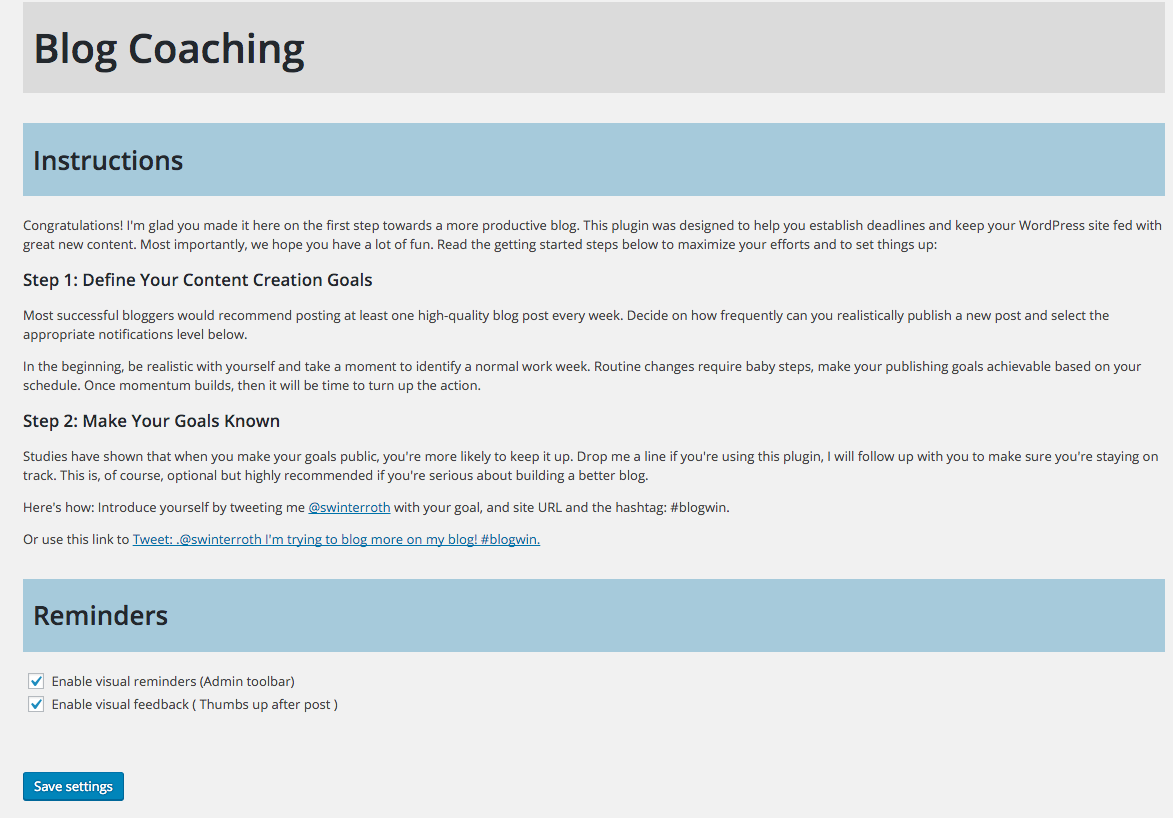 Blog Coaching
Instructions
Congratulations! I'm glad you made it here on the first step towards a more productive blog. This plugin was designed to help you establish deadlines and keep your WordPress site fed with
great new content. Most importantly, we hope you have a lot of fun. Read the getting started steps below to maximize your efforts and to set things up:
Step 1: Define Your Content Creation Goals
Most successful bloggers would recommend posting at least one high-quality blog post every week. Decide on how frequently can you realistically publish a new post and select the
appropriate notifications level below.
In the beginning, be realistic with yourself and take a moment to identify a normal work week. Routine changes require baby steps, make your publishing goals achievable based on your
schedule. Once momentum builds, then it will be time to turn up the action.
Step 2: Make Your Goals Known
Studies have shown that when you make your goals public, you're more likely to keep it up. Drop me a line if you're using this plugin, I will follow up with you to make sure you're staying on
track. This is, of course, optional but highly recommended if you're serious about building a better blog.
Here's how: Introduce yourself by tweeting me @swinterroth with your goal, and site URL and the hashtag: #blogwin.
Or use this link to Tweet: .@swinterroth I'm trying to blog more on my blog! #blogwin.
Reminders
Enable visual reminders (Admin toolbar)
Enable visual feedback ( Thumbs up after post )
Save settings